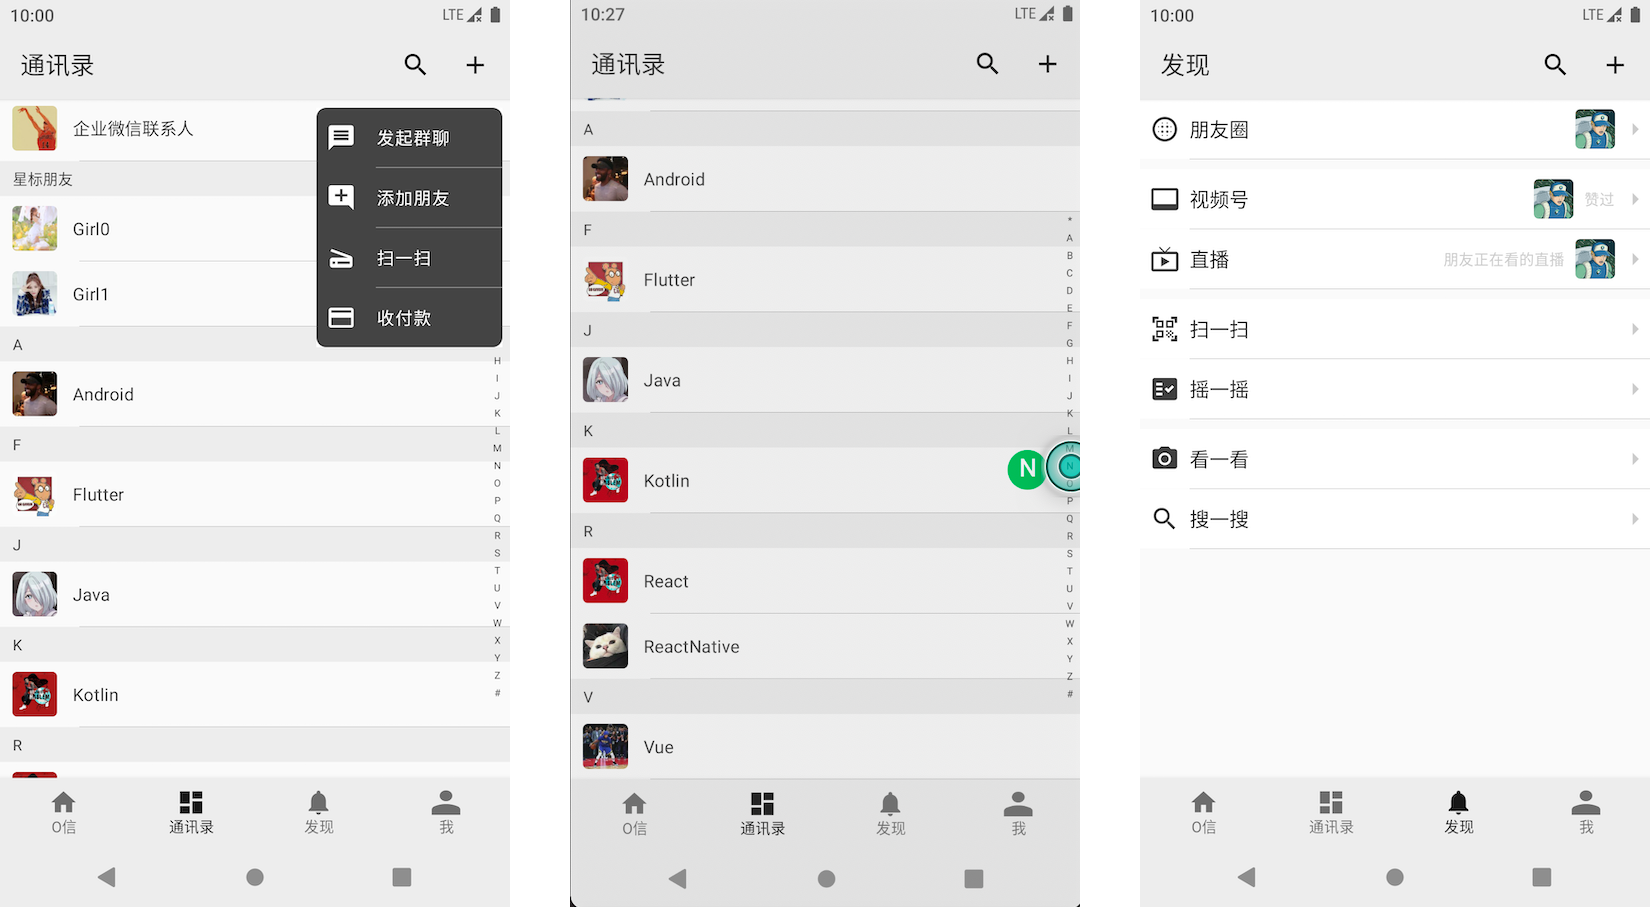 10:00
LTE
通讯录
企业微信联系人
星标朋友
Girl0
Girl1
A
Android
F
Flutter
J
Java
K
Kotlin
R
发起群聊
添加朋友
扫一扫
收付款
H
I
J
K
L
M
N
O
P
Q
R
S
T
U
V
W
X
Y
Z
#
O信
通讯录
发现
我
10:27
LTE
通讯录
A
Android
F
Flutter
J
Java
K
Kotlin
R
React
ReactNative
V
Vue
N
*
A
B
C
D
E
F
G
H
I
J
K
L
M
N
O
P
Q
R
S
T
U
V
W
X
Y
Z
#
O信
通讯录
发现
我
10:00
LTE
发现
朋友圈
视频号
赞过
直播
朋友正在看的直播
扫一扫
摇一摇
看一看
搜一搜
O信
通讯录
发现
我